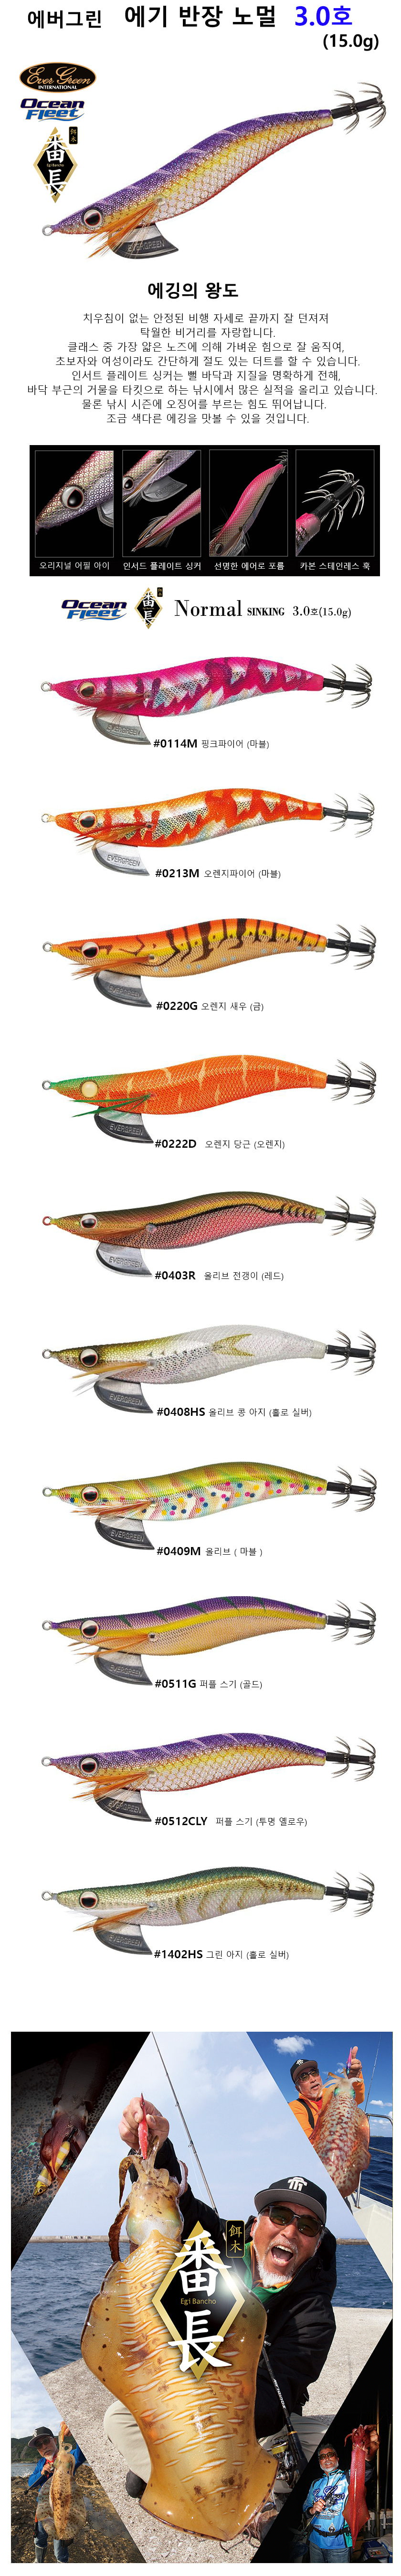 에버그린 에기 반장 노멀 3.0호
(15.0g)
Ever Green
INTERNATIONAL
Ocean
Fleet
餌木
番長
EVERGREEN
에깅의 왕도
치우침이 없는 안정된 비행 자세로 끝까지 잘 던져져
탁월한 비거리를 자랑합니다.
클래스 중 가장 얇은 노즈에 의해 가벼운 힘으로 잘 움직여,
초보자와 여성이라도 간단하게 절도 있는 더트를 할 수 있습니다.
인서트 플레이트 싱커는 뻘 바닥과 지질을 명확하게 전해,
바닥 부근의 거물을 타킷으로 하는 낚시에서 많은 실적을 올리고 있습니다.
물론 낚시 시즌에 오징어를 부르는 힘도 뛰어납니다.
조금 색다른 에깅을 맛볼 수 있을 것입니다.
오리지널 어필 아이 인서드 플레이트 싱커 선명한 에어로 포름 카본 스테인레스 훅
Ocean
Fleet
番長
Normal SINKING 3.0호(15.0g)
#0114M 핑크파이어 (마블)
EVERGREEN
#0213M 오렌지파이어 (마블)
#0220G 오렌지 새우 (금)
EVERGREEN
#0222D 오렌지 당근 (오렌지)
#0403R 올리브 전갱이 (레드)
EVERGREEN
#0408HS 올리브 콩 아지 (홀로 실버)
EVERGREEN
#0409M 올리브 ( 마블 )
EVERGREEN
#0511G 퍼플 스기 (골드)
EVERGREEN
#0512CLY 퍼플 스기 (투명 옐로우)
EVERGREEN
#1402HS 그린 아지 (홀로 실버)
餌木
番
Egi Bancho
長